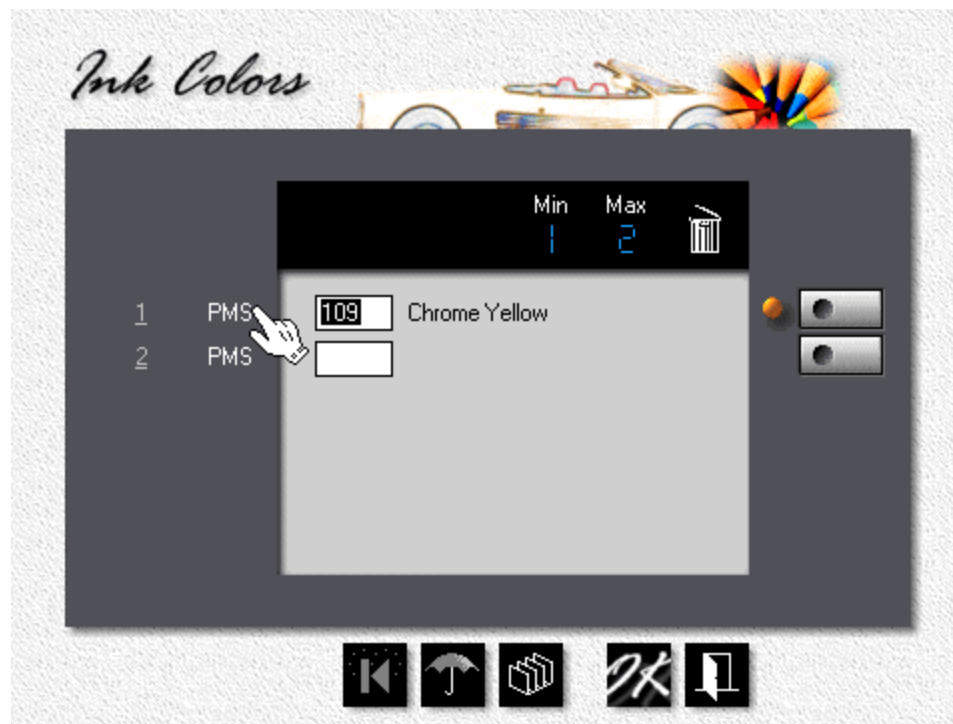 Ink Colors
Min Max
1 2
1 PMS 109 Chrome Yellow
2 PMS
OK